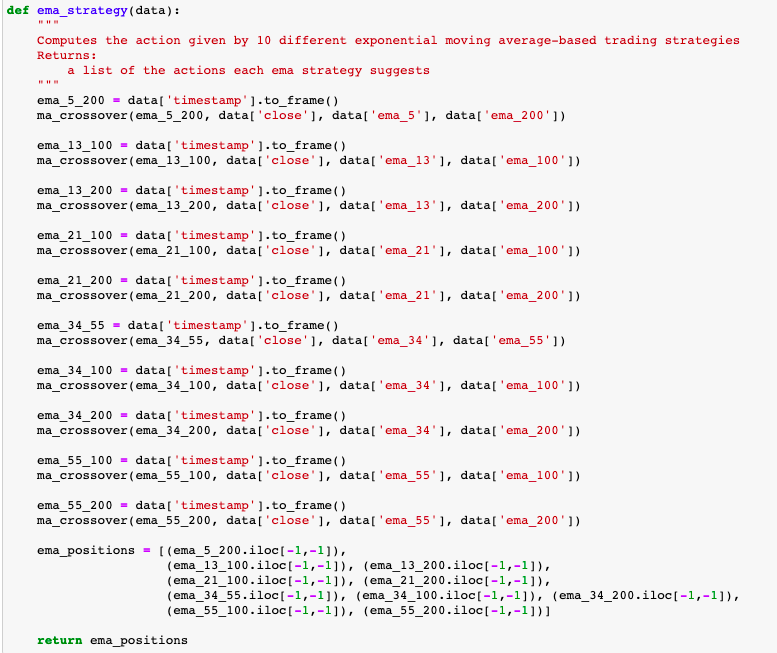 def ema_strategy(data):
    """
    Computes the action given by 10 different exponential moving average-based trading strategies
    Returns:
        a list of the actions each ema strategy suggests
    """
    ema_5_200 = data['timestamp'].to_frame()
    ma_crossover(ema_5_200, data['close'], data['ema_5'], data['ema_200'])

    ema_13_100 = data['timestamp'].to_frame()
    ma_crossover(ema_13_100, data['close'], data['ema_13'], data['ema_100'])

    ema_13_200 = data['timestamp'].to_frame()
    ma_crossover(ema_13_200, data['close'], data['ema_13'], data['ema_200'])

    ema_21_100 = data['timestamp'].to_frame()
    ma_crossover(ema_21_100, data['close'], data['ema_21'], data['ema_100'])

    ema_21_200 = data['timestamp'].to_frame()
    ma_crossover(ema_21_200, data['close'], data['ema_21'], data['ema_200'])

    ema_34_55 = data['timestamp'].to_frame()
    ma_crossover(ema_34_55, data['close'], data['ema_34'], data['ema_55'])

    ema_34_100 = data['timestamp'].to_frame()
    ma_crossover(ema_34_100, data['close'], data['ema_34'], data['ema_100'])

    ema_34_200 = data['timestamp'].to_frame()
    ma_crossover(ema_34_200, data['close'], data['ema_34'], data['ema_200'])

    ema_55_100 = data['timestamp'].to_frame()
    ma_crossover(ema_55_100, data['close'], data['ema_55'], data['ema_100'])

    ema_55_200 = data['timestamp'].to_frame()
    ma_crossover(ema_55_200, data['close'], data['ema_55'], data['ema_200'])

    ema_positions = [(ema_5_200.iloc[-1,-1]),
                     (ema_13_100.iloc[-1,-1]), (ema_13_200.iloc[-1,-1]),
                     (ema_21_100.iloc[-1,-1]), (ema_21_200.iloc[-1,-1]),
                     (ema_34_55.iloc[-1,-1]), (ema_34_100.iloc[-1,-1]), (ema_34_200.iloc[-1,-1]),
                     (ema_55_100.iloc[-1,-1]), (ema_55_200.iloc[-1,-1])]

    return ema_positions